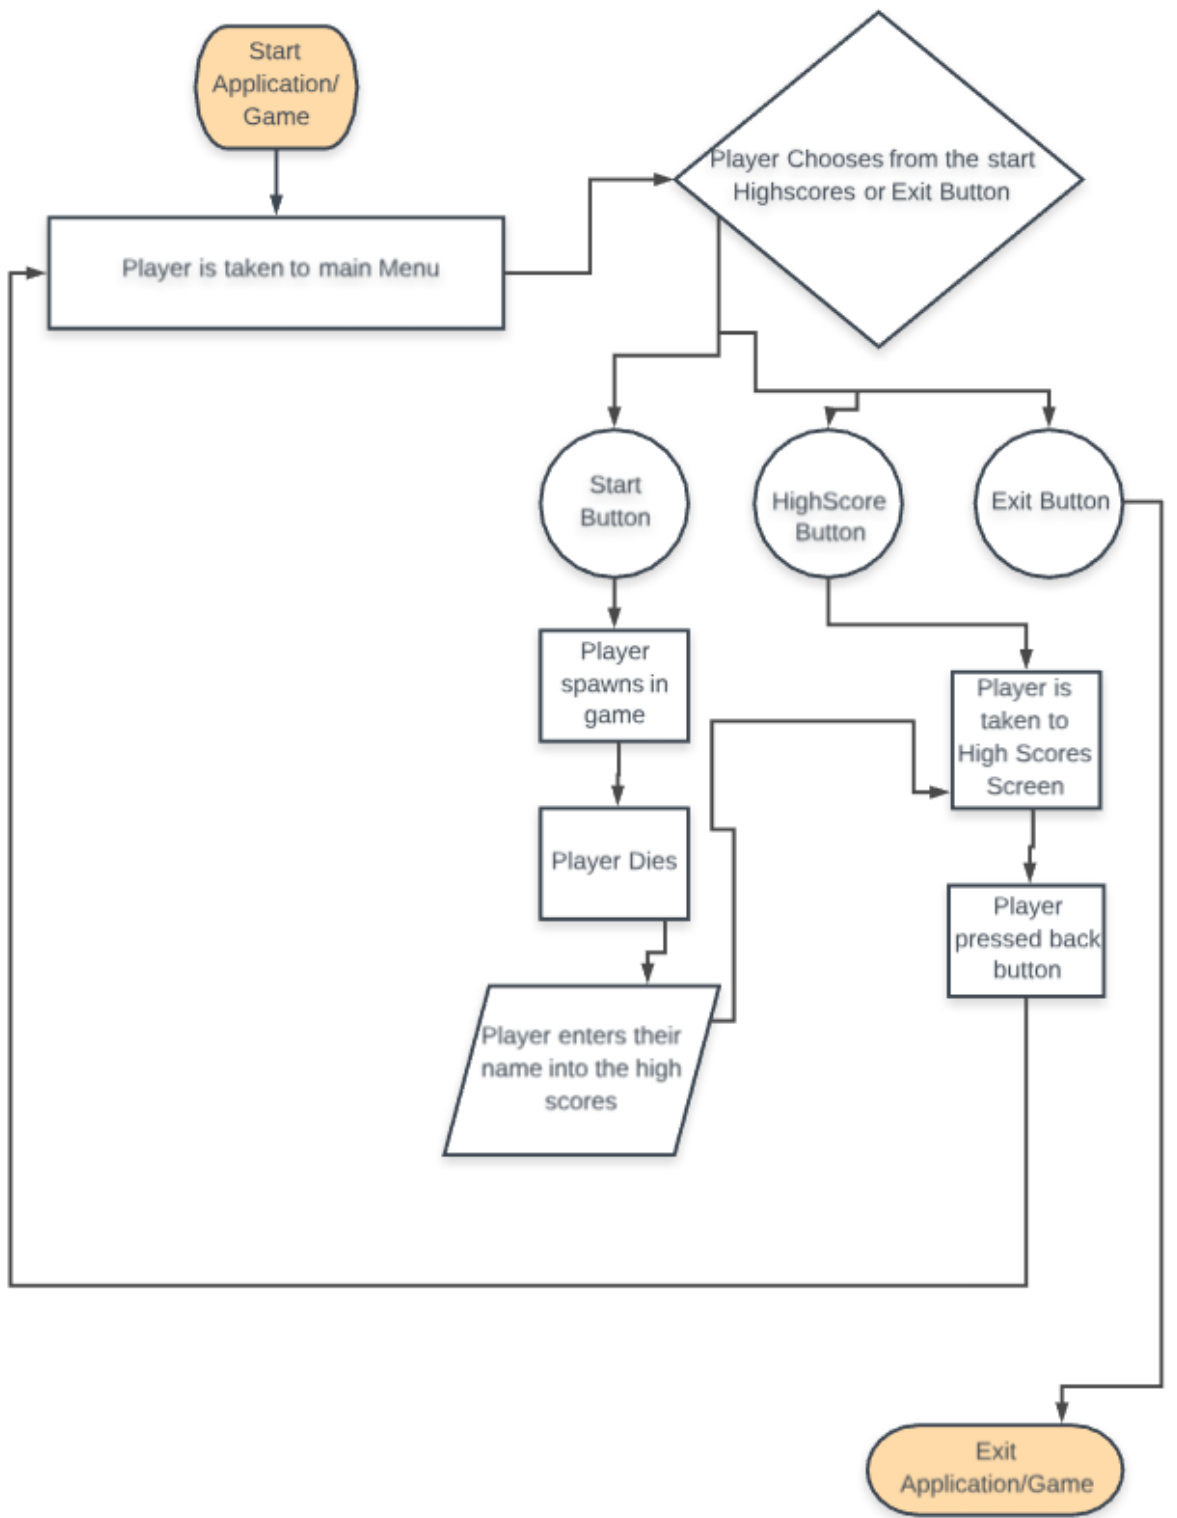 Start
Application/
Game
Player Chooses from the start
Highscores or Exit Button
Player is taken to main Menu
Start
Button
HighScore
Button
Exit Button
Player
spawns in
game
Player is
taken to
High Scores
Screen
Player Dies
Player
pressed back
button
Player enters their
name into the high
scores
Exit
Application/Game